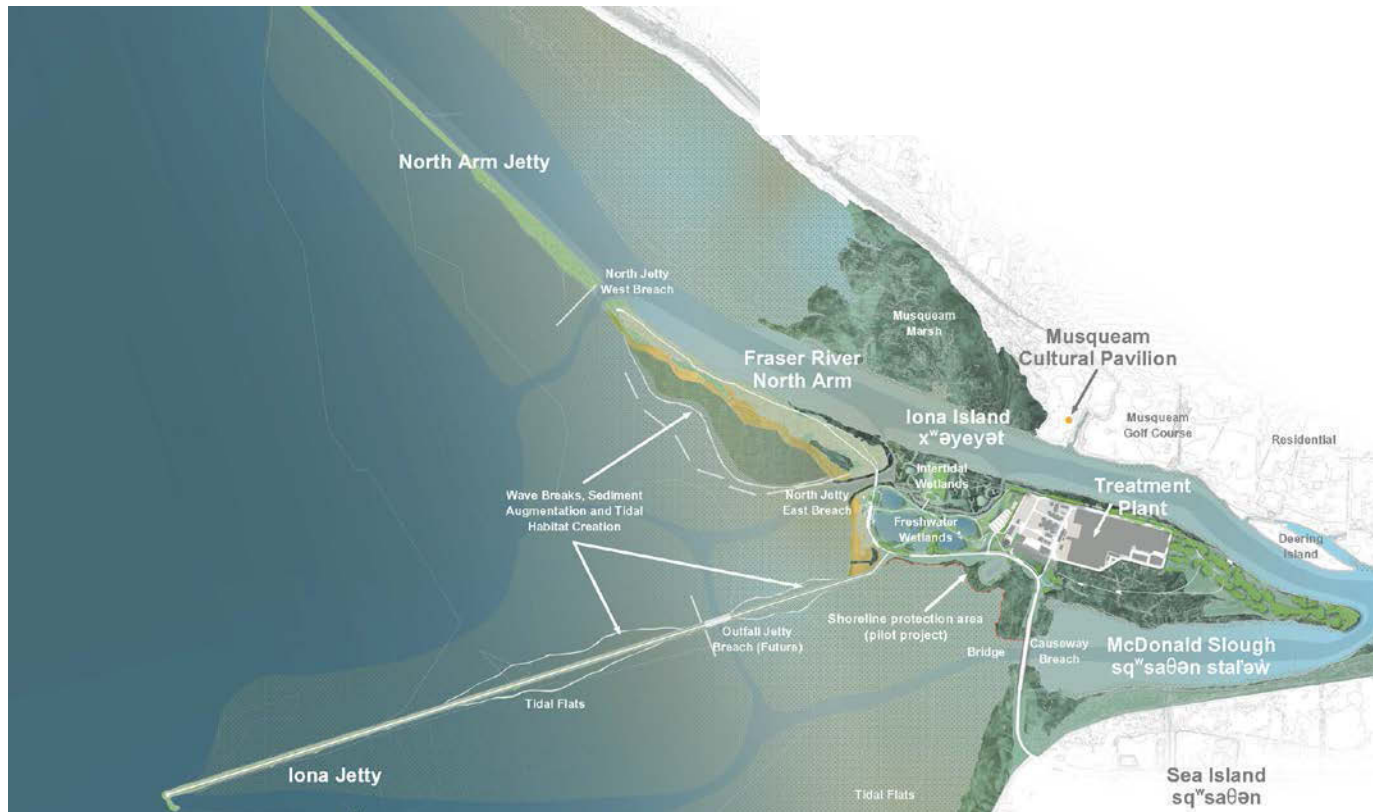 North Arm Jetty
North Jetty
West Breach
Musqueam
Marsh
Musqueam
Cultural Pavilion
Fraser River
North Arm
Iona Island
xʷəyeyət
Musqueam
Golf Course
Residential
Intertidal
Wetlands
Treatment
Plant
Wave Breaks, Sediment
Augmentation and Tidal
Habitat Creation
North Jetty
East Breach
Freshwater
Wetlands
Deering
Island
Shoreline protection area
(pilot project)
Outfall Jetty
Breach (Future)
Bridge
Causeway
Breach
McDonald Slough
sqʷsaθən stal̕əw̓
Tidal Flats
Iona Jetty
Sea Island
sqʷsaθən
Tidal Flats